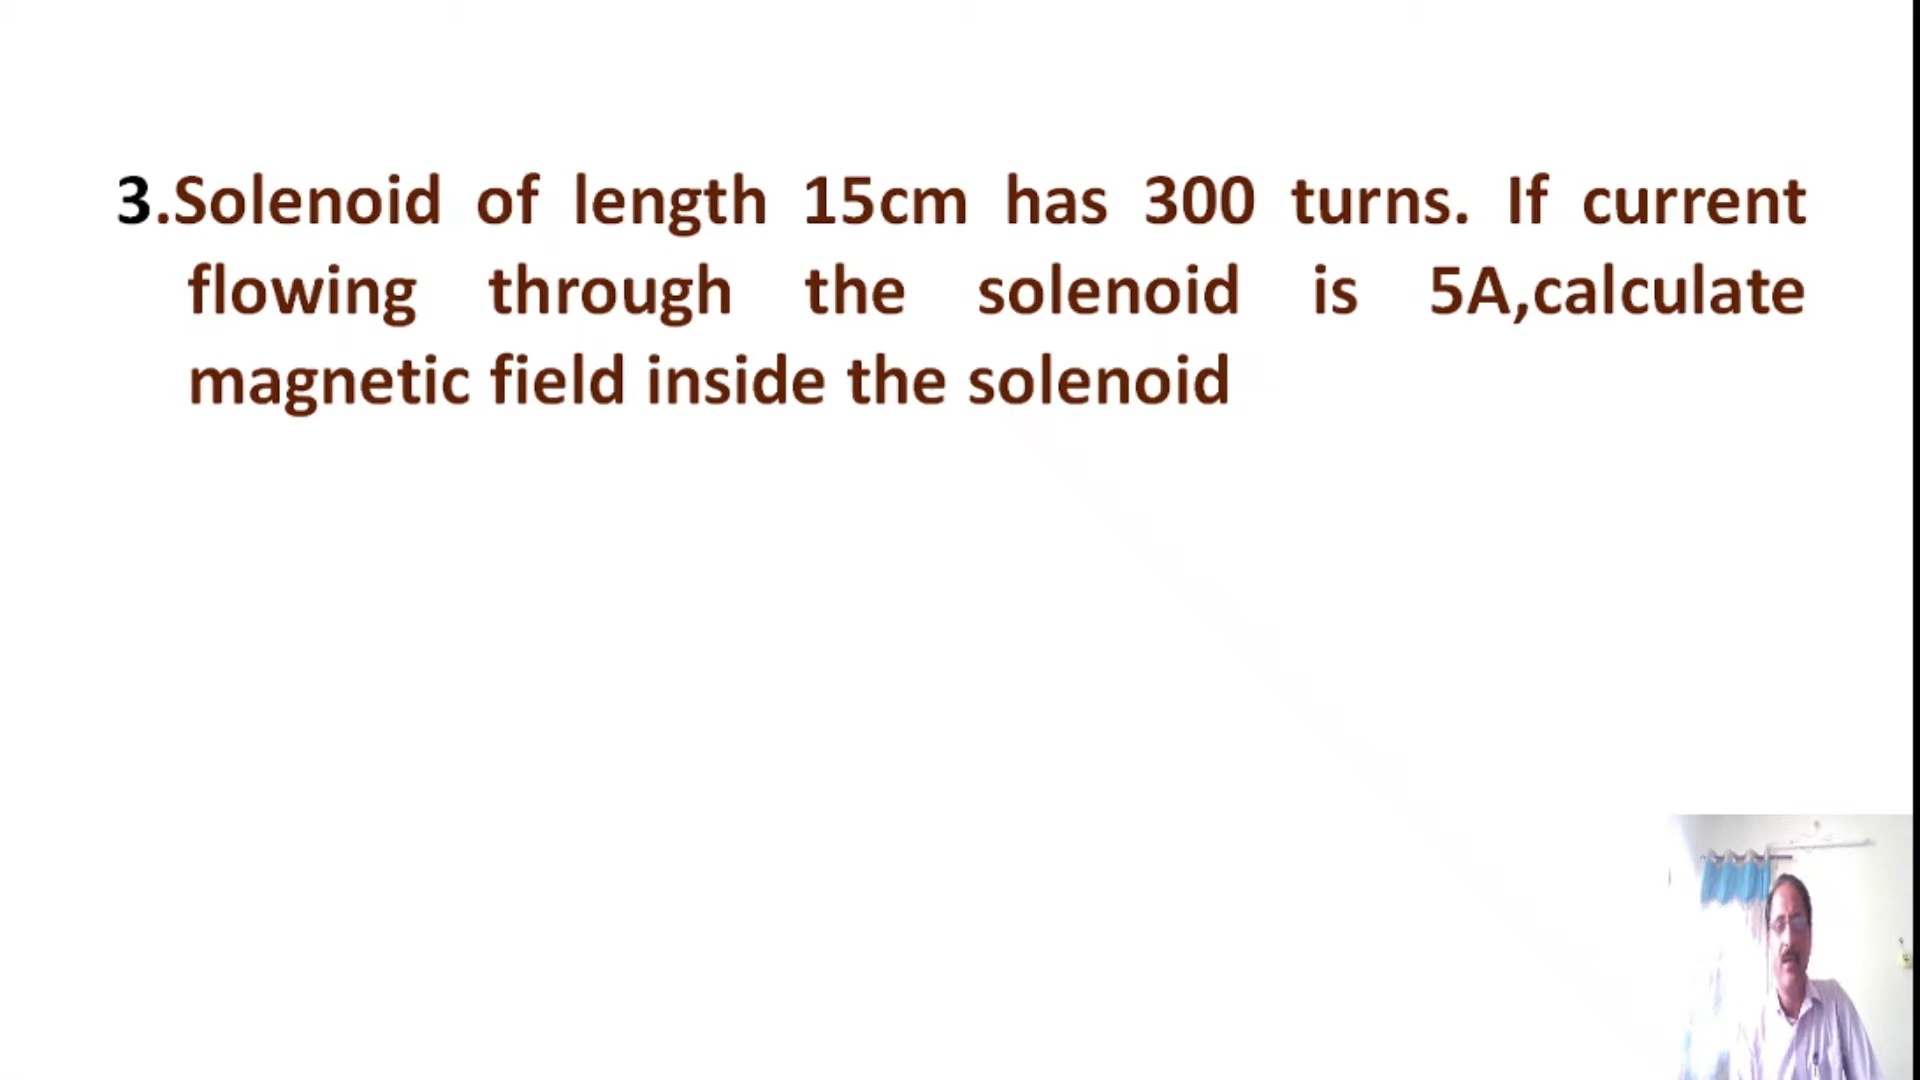 3.Solenoid of length 15cm has 300 turns. If current
flowing through the solenoid is 5A,calculate
magnetic field inside the solenoid